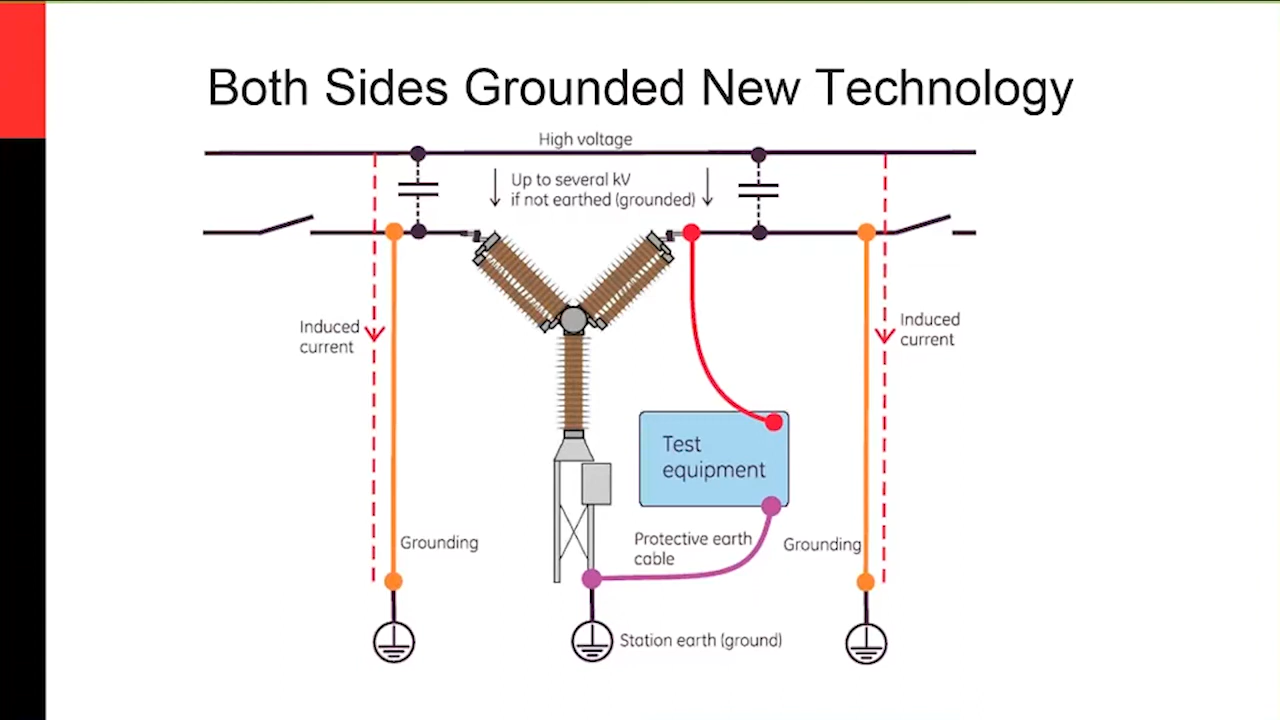 Both Sides Grounded New Technology
High voltage
Up to several kV
if not earthed (grounded)
Induced
current
Induced
current
Test
equipment
Grounding
Protective earth
cable
Grounding
Station earth (ground)